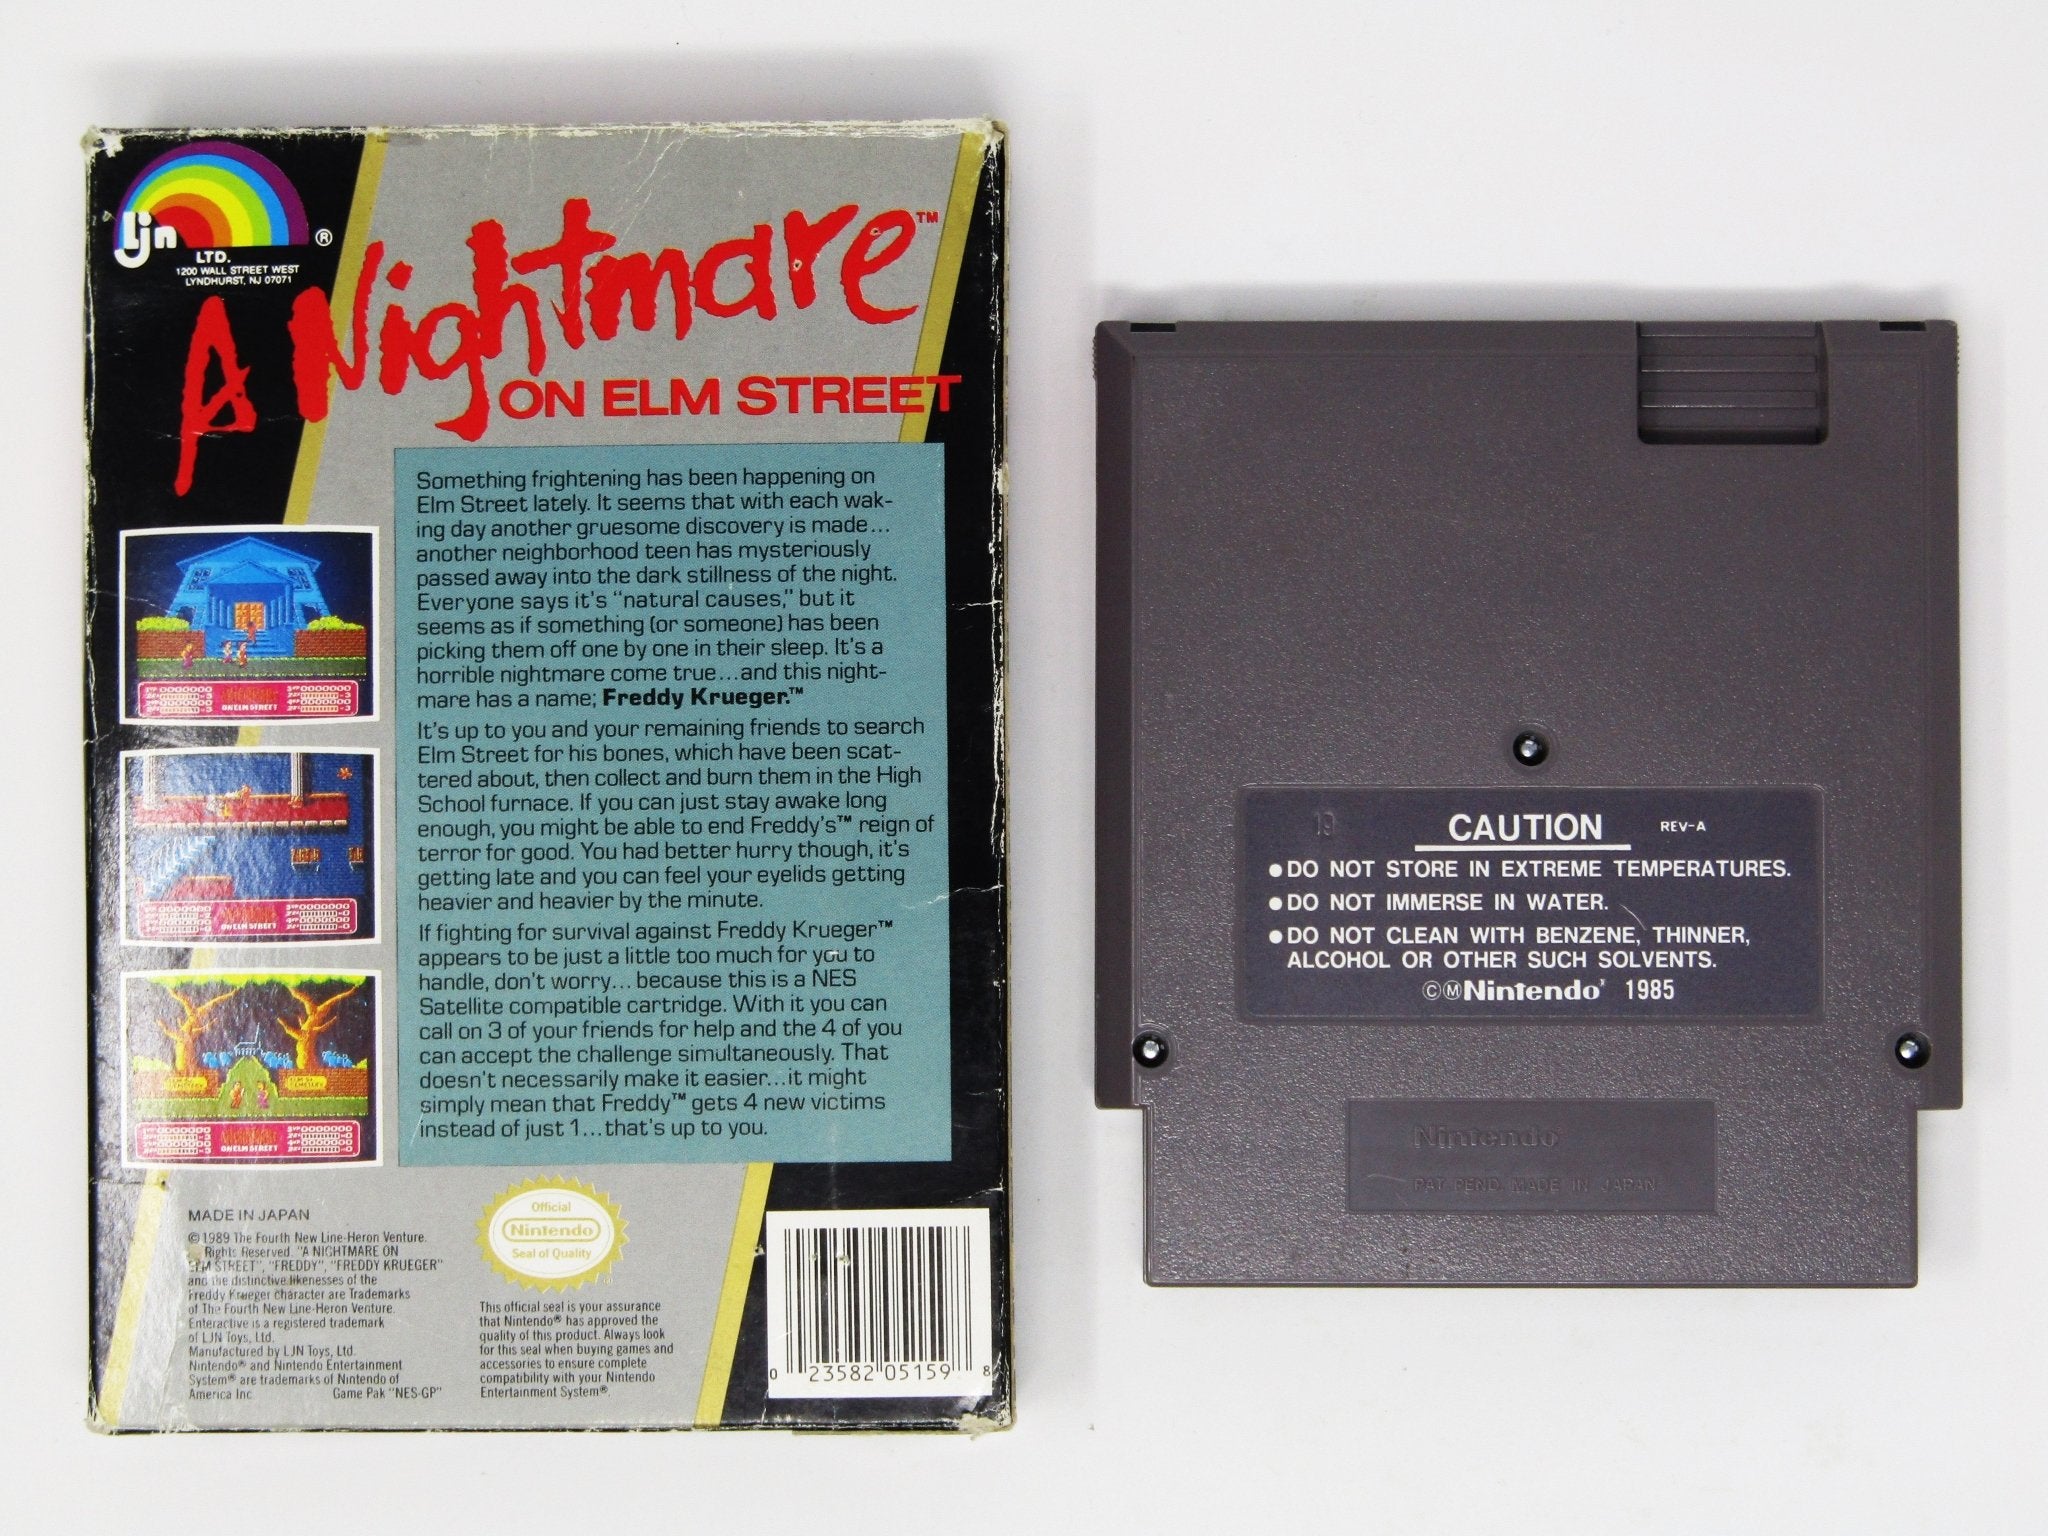 Ljn
®
LTD.
1200 WALL STREET WEST
LYNDHURST, NJ 07071
A Nightmare™
ON ELM STREET
Something frightening has been happening on
Elm Street lately. It seems that with each wak-
ing day another gruesome discovery is made...
another neighborhood teen has mysteriously
passed away into the dark stillness of the night.
Everyone says it's "natural causes," but it
seems as if something (or someone) has been
picking them off one by one in their sleep. It's a
horrible nightmare come true...and this night-
mare has a name; Freddy Krueger.™
It's up to you and your remaining friends to search
Elm Street for his bones, which have been scat-
tered about, then collect and burn them in the High
School furnace. If you can just stay awake long
enough, you might be able to end Freddy's™ reign of
terror for good. You had better hurry though, it's
getting late and you can feel your eyelids getting
heavier and heavier by the minute.
If fighting for survival against Freddy Krueger™
appears to be just a little too much for you to
handle, don't worry... because this is a NES
Satellite compatible cartridge. With it you can
call on 3 of your friends for help and the 4 of you
can accept the challenge simultaneously. That
doesn't necessarily make it easier...it might
simply mean that Freddy™ gets 4 new victims
instead of just 1...that's up to you.
ON ELM STREET
ON ELM STREET
ON ELM STREET
MADE IN JAPAN
© 1989 The Fourth New Line-Heron Venture.
Rights Reserved. "A NIGHTMARE ON
ELM STREET", "FREDDY", "FREDDY KRUEGER"
and the distinctive likenesses of the
Freddy Krueger character are Trademarks
of The Fourth New Line-Heron Venture.
Enteractive is a registered trademark
of LJN Toys, Ltd.
Manufactured by LJN Toys, Ltd.
Nintendo® and Nintendo Entertainment
System® are trademarks of Nintendo of
America Inc. Game Pak "NES-GP"
Official
Nintendo
Seal of Quality
This official seal is your assurance
that Nintendo® has approved the
quality of this product. Always look
for this seal when buying games and
accessories to ensure complete
compatibility with your Nintendo
Entertainment System®.
0 23582 05159 8
19
CAUTION REV-A
● DO NOT STORE IN EXTREME TEMPERATURES.
● DO NOT IMMERSE IN WATER.
● DO NOT CLEAN WITH BENZENE, THINNER,
ALCOHOL OR OTHER SUCH SOLVENTS.
ⒸⓂNintendo 1985
Nintendo
PAT. PEND. MADE IN JAPAN